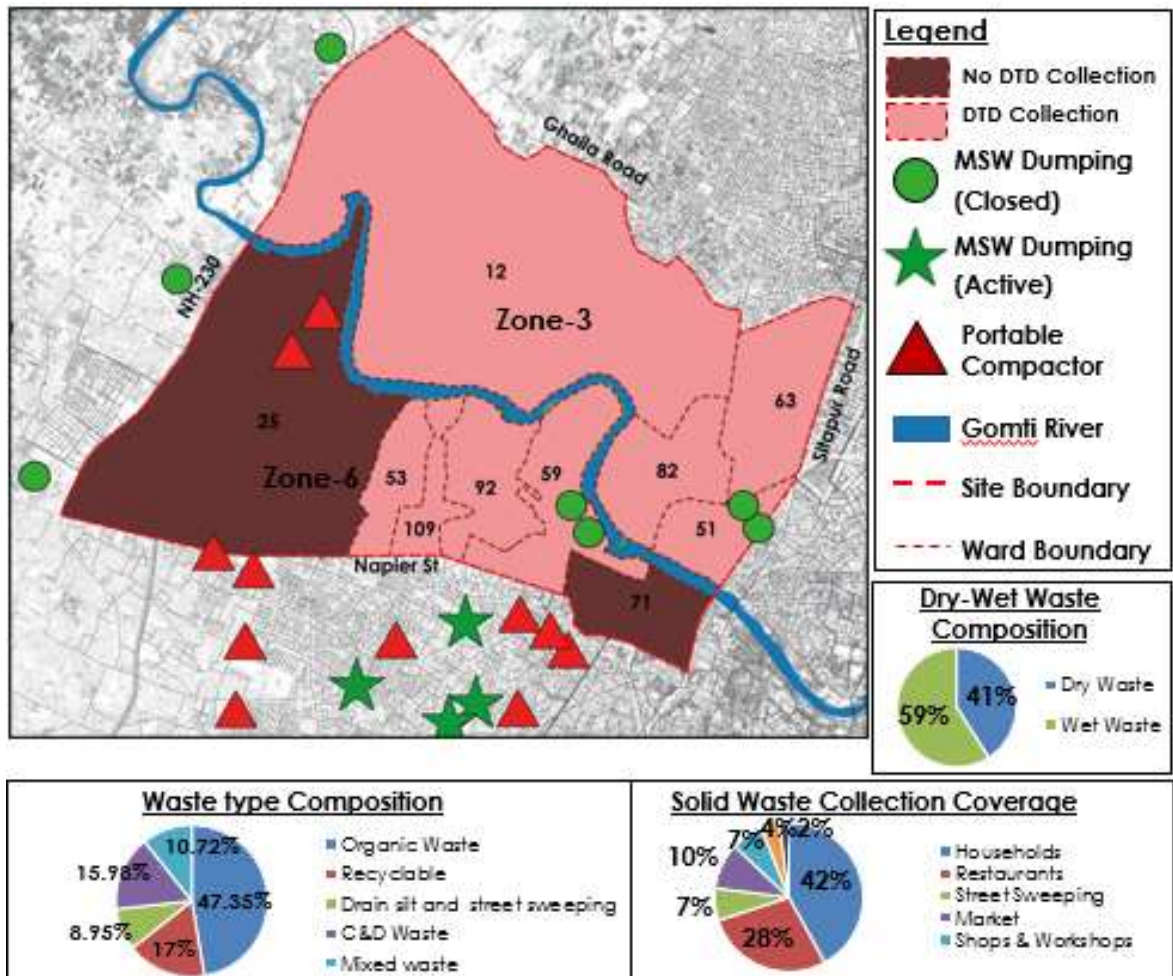 Ghaila Road
NH-230
12
Zone-3
63
Sitapur Road
25
Zone-6
53
92
59
82
109
51
Napier St
71
Legend
No DTD Collection
DTD Collection
MSW Dumping
(Closed)
MSW Dumping
(Active)
Portable
Compactor
Gomti River
Site Boundary
Ward Boundary
Dry-Wet Waste
Composition
41%
59%
Dry Waste
Wet Waste
Waste type Composition
10.72%
15.98%
47.35%
8.95%
17%
Organic Waste
Recyclable
Drain silt and street sweeping
C&D Waste
Mixed waste
Solid Waste Collection Coverage
4%
2%
7%
10%
42%
7%
28%
Households
Restaurants
Street Sweeping
Market
Shops & Workshops